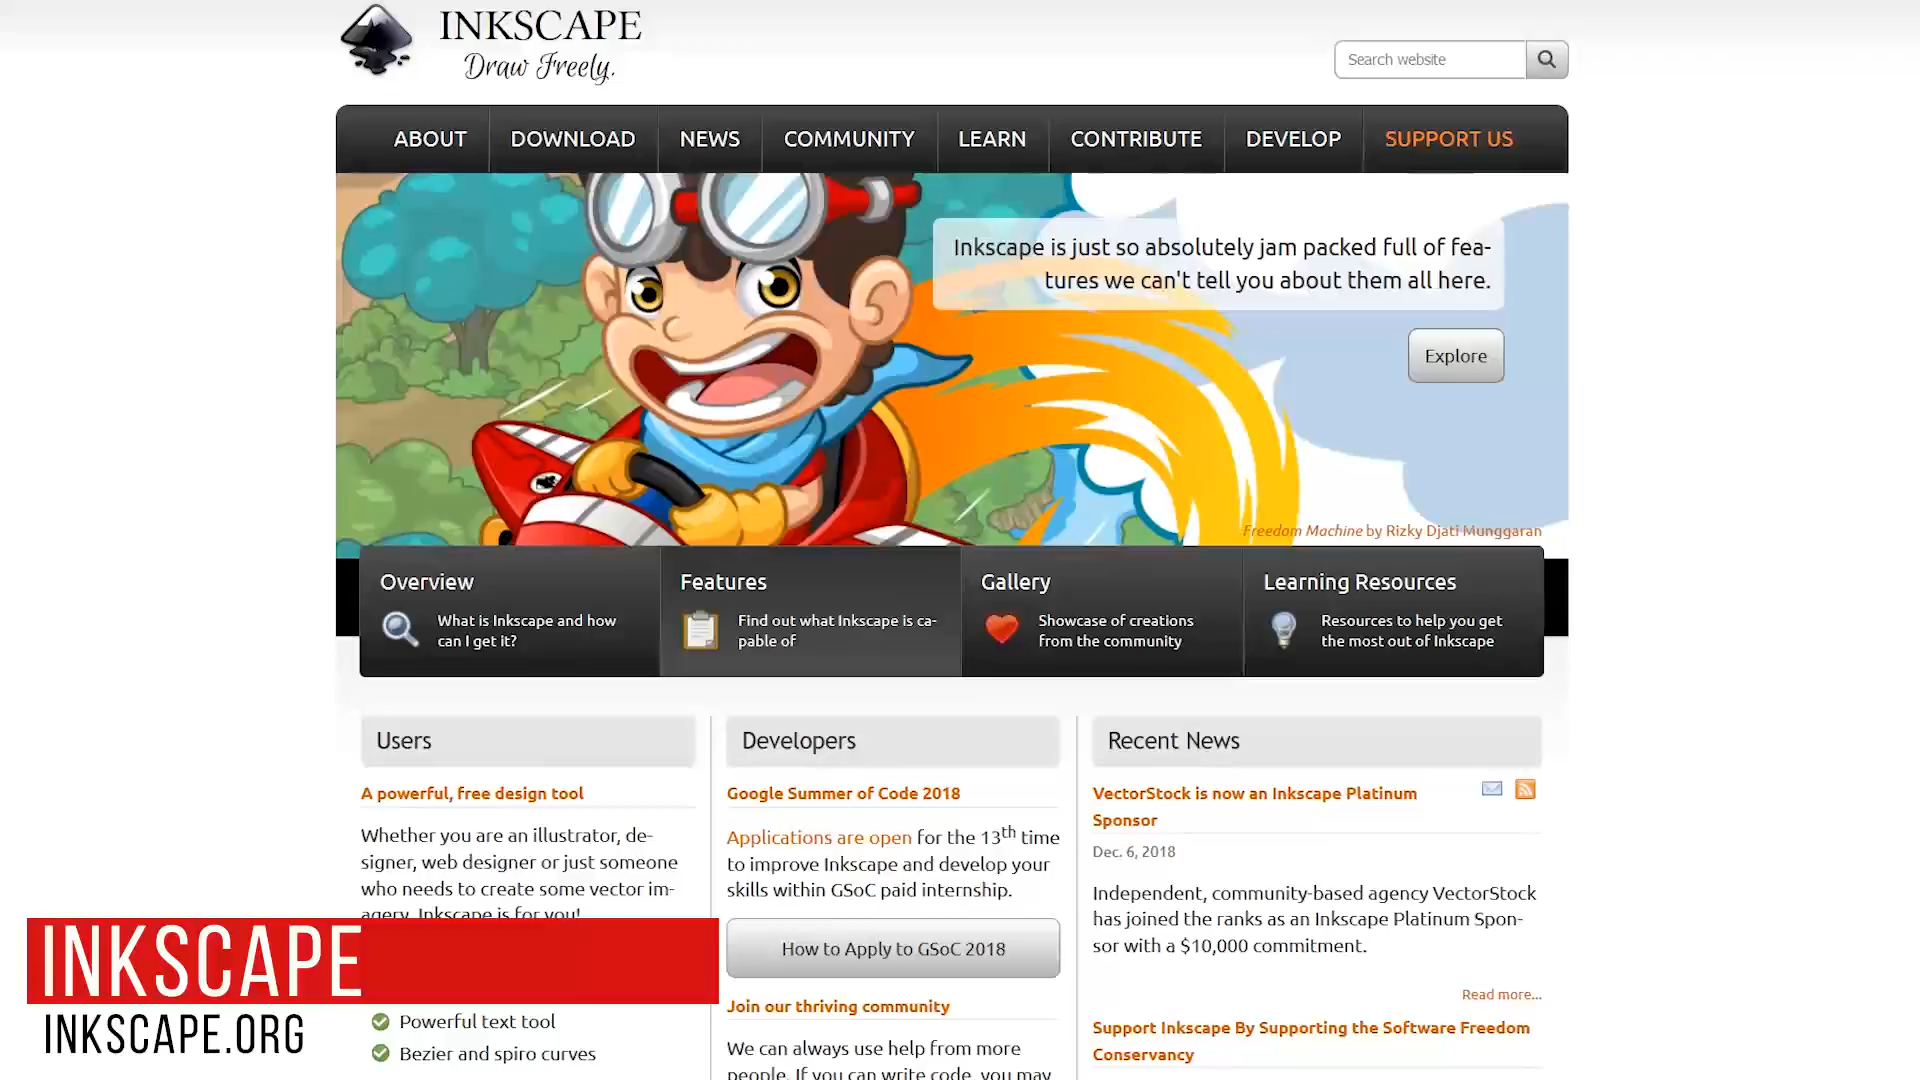 INKSCAPE
Draw Freely.
Search website
ABOUT DOWNLOAD NEWS COMMUNITY LEARN CONTRIBUTE DEVELOP SUPPORT US
Inkscape is just so absolutely jam packed full of fea-
tures we can't tell you about them all here.
Explore
Freedom Machine by Rizky Djati Munggaran
Overview
What is Inkscape and how
can I get it?
Features
Find out what Inkscape is ca-
pable of
Gallery
Showcase of creations
from the community
Learning Resources
Resources to help you get
the most out of Inkscape
Users
A powerful, free design tool
Whether you are an illustrator, de-
signer, web designer or just someone
who needs to create some vector im-
agery, Inkscape is for you!
Powerful text tool
Bezier and spiro curves
Developers
Google Summer of Code 2018
Applications are open for the 13th time
to improve Inkscape and develop your
skills within GSoC paid internship.
How to Apply to GSoC 2018
Join our thriving community
We can always use help from more
people. If you can write code, you may
Recent News
VectorStock is now an Inkscape Platinum
Sponsor
Dec. 6, 2018
Independent, community-based agency VectorStock
has joined the ranks as an Inkscape Platinum Spon-
sor with a $10,000 commitment.
Read more...
Support Inkscape By Supporting the Software Freedom
Conservancy
INKSCAPE
INKSCAPE.ORG